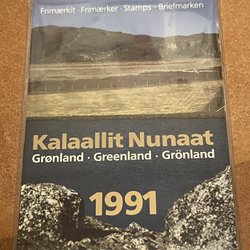 Frimærkit · Frimærker · Stamps · Briefmarken
Kalaallit Nunaat
Grønland · Greenland · Grönland
1991